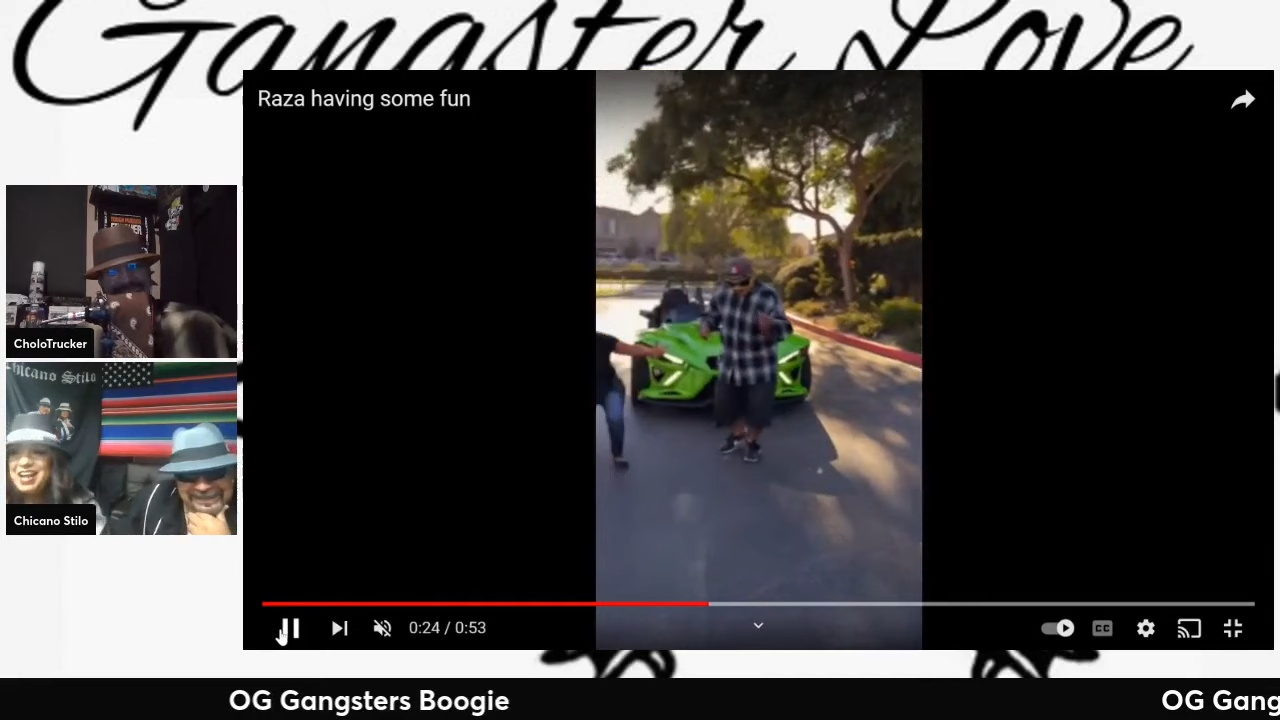 Gangster Love
Raza having some fun
CholoTrucker
Chicano Stilo
Chicano Stilo
0:24 / 0:53
CC
OG Gangsters Boogie
OG Gang